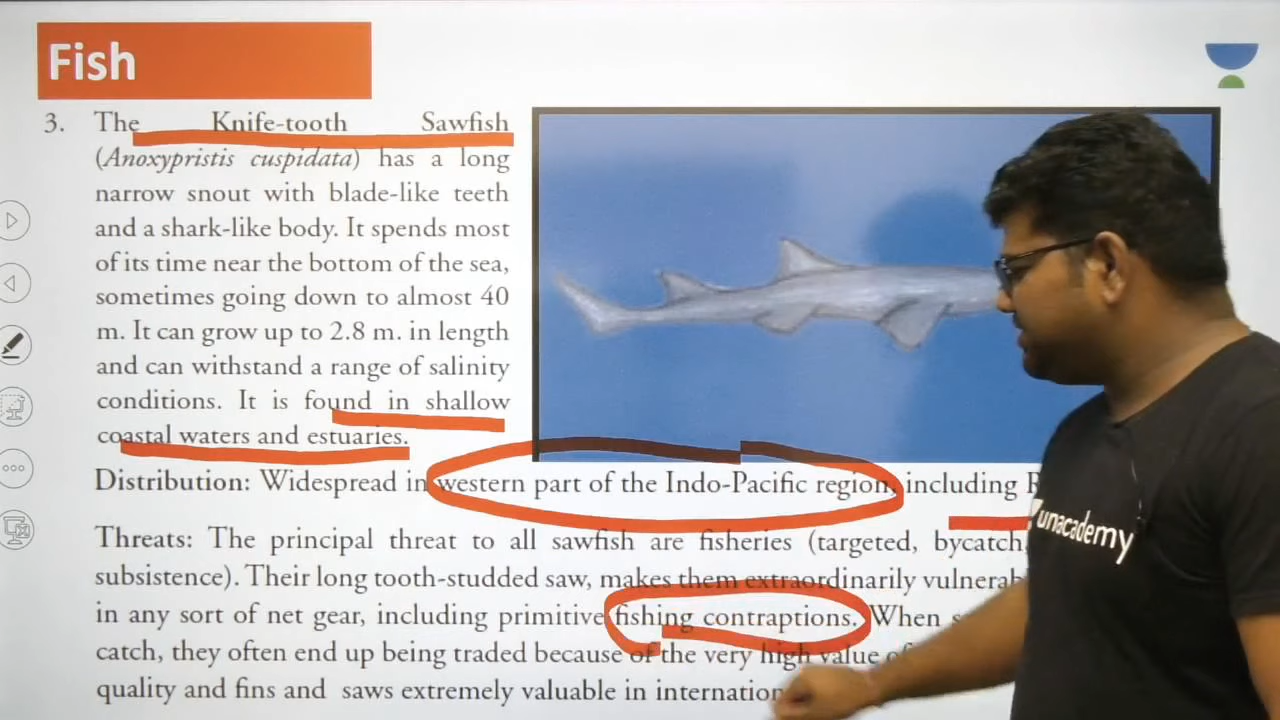 Fish
3. The Knife-tooth Sawfish
(Anoxypristis cuspidata) has a long
narrow snout with blade-like teeth
and a shark-like body. It spends most
of its time near the bottom of the sea,
sometimes going down to almost 40
m. It can grow up to 2.8 m. in length
and can withstand a range of salinity
conditions. It is found in shallow
coastal waters and estuaries.
Distribution: Widespread in western part of the Indo-Pacific region, including
Threats: The principal threat to all sawfish are fisheries (targeted, bycatch,
subsistence). Their long tooth-studded saw, makes them extraordinarily
in any sort of net gear, including primitive fishing contraptions. When
catch, they often end up being traded because of the very high value
quality and fins and saws extremely valuable in
unacademy